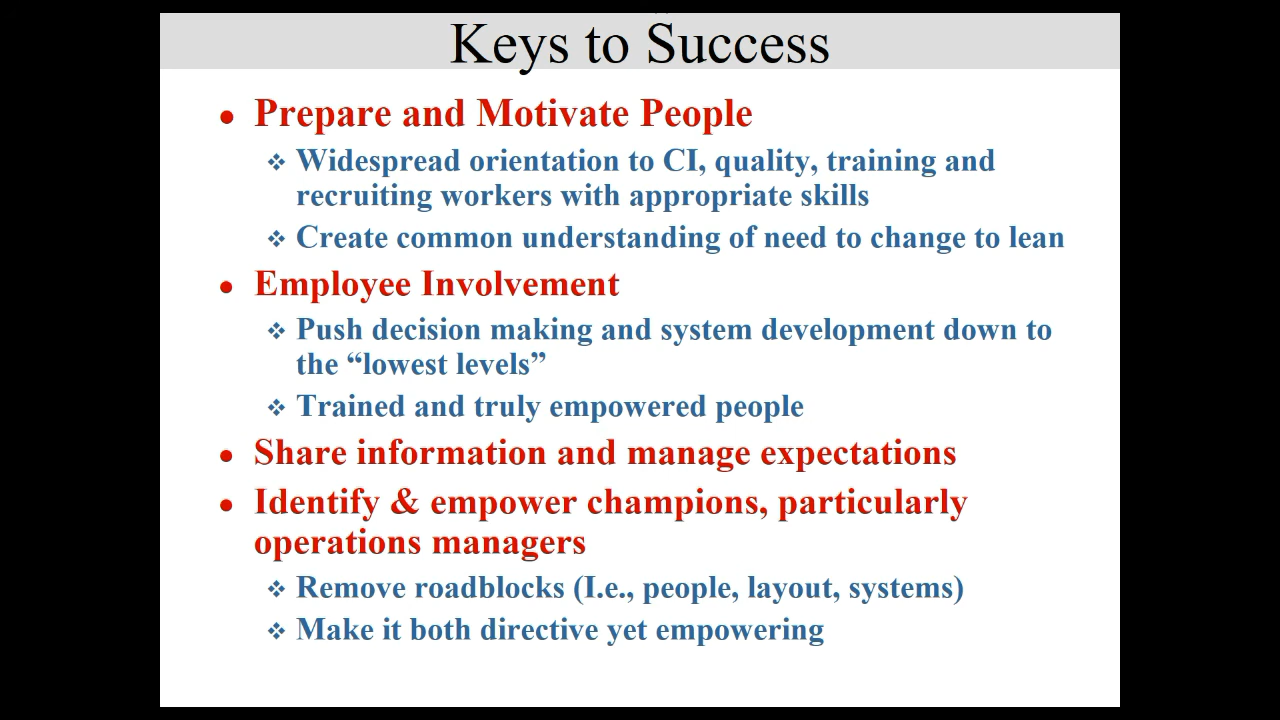 Keys to Success
• Prepare and Motivate People
❖ Widespread orientation to CI, quality, training and
recruiting workers with appropriate skills
❖ Create common understanding of need to change to lean
• Employee Involvement
❖ Push decision making and system development down to
the “lowest levels”
❖ Trained and truly empowered people
• Share information and manage expectations
• Identify & empower champions, particularly
operations managers
❖ Remove roadblocks (I.e., people, layout, systems)
❖ Make it both directive yet empowering